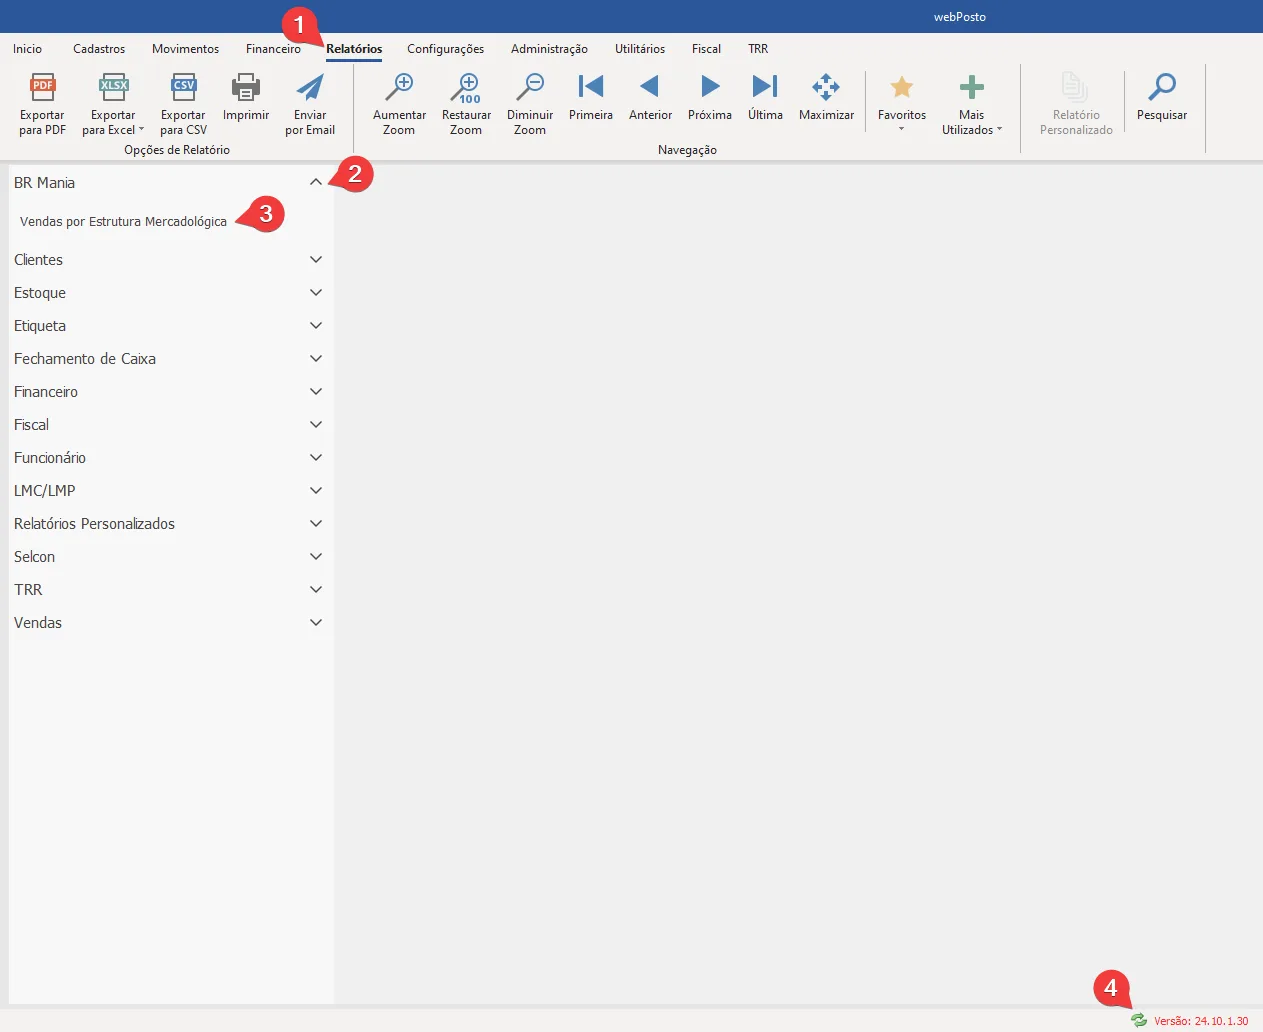 webPosto
1
Inicio Cadastros Movimentos Financeiro Relatórios Configurações Administração Utilitários Fiscal TRR
PDF XLSX CSV 100
Exportar Exportar Exportar Imprimir Enviar Aumentar Restaurar Diminuir Primeira Anterior Próxima Última Maximizar Favoritos Mais Relatório Pesquisar
para PDF para Excel para CSV por Email Zoom Zoom Zoom Utilizados Personalizado
Opções de Relatório Navegação
BR Mania 2
Vendas por Estrutura Mercadológica 3
Clientes
Estoque
Etiqueta
Fechamento de Caixa
Financeiro
Fiscal
Funcionário
LMC/LMP
Relatórios Personalizados
Selcon
TRR
Vendas
4
Versão: 24.10.1.30